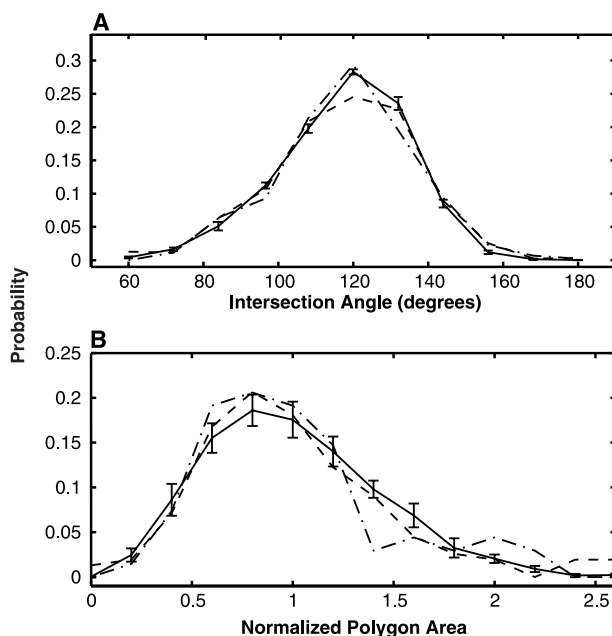 A
0.3
0.25
0.2
0.15
0.1
0.05
0
60 80 100 120 140 160 180
Intersection Angle (degrees)
Probability
B
0.25
0.2
0.15
0.1
0.05
0
0 0.5 1 1.5 2 2.5
Normalized Polygon Area